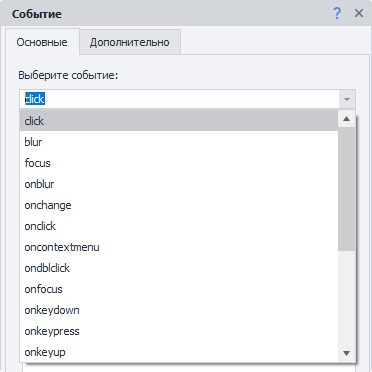 Событие
Основные
Дополнительно
Выберите событие:
click
click
blur
focus
onblur
onchange
onclick
oncontextmenu
ondblclick
onfocus
onkeydown
onkeypress
onkeyup